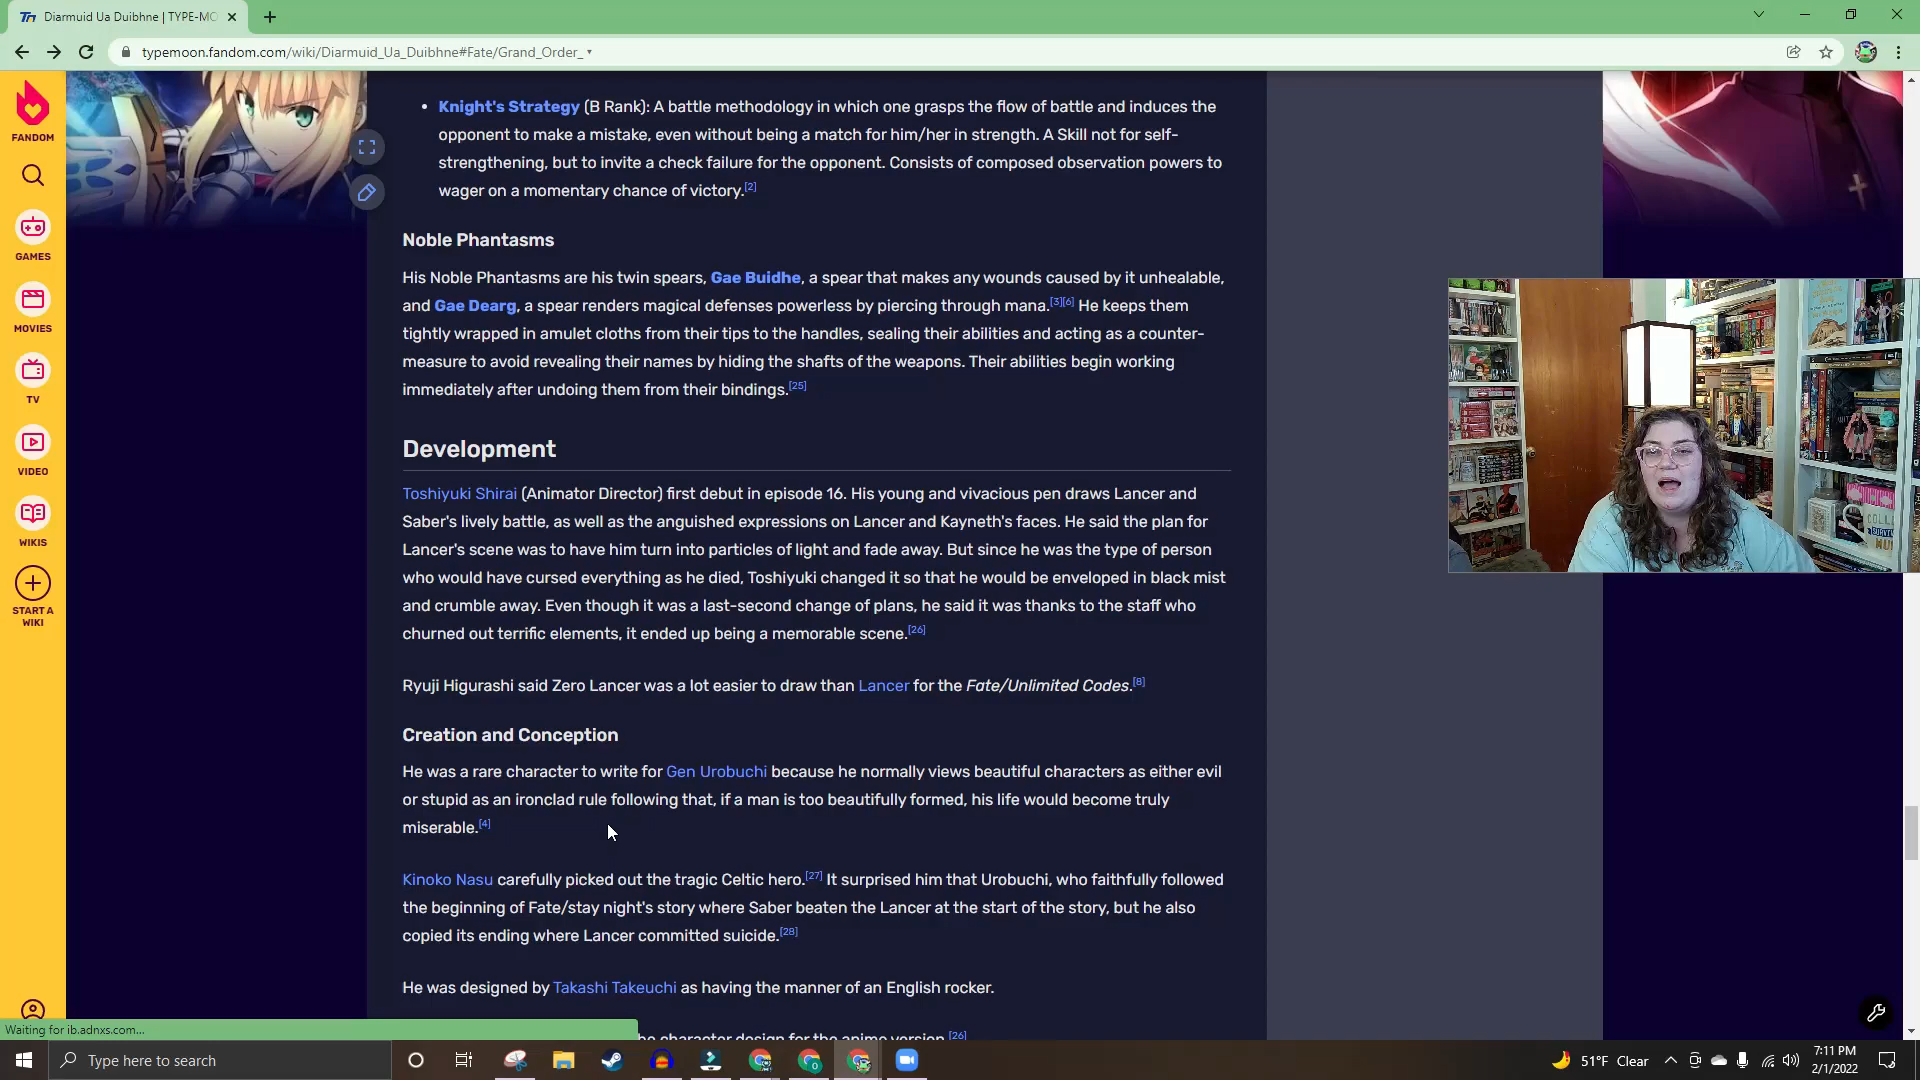 Diarmuid Ua Duibhne | TYPE-MO
typemoon.fandom.com/wiki/Diarmuid_Ua_Duibhne#Fate/Grand_Order_
FANDOM
GAMES
MOVIES
TV
VIDEO
WIKIS
START A
WIKI
Knight's Strategy (B Rank): A battle methodology in which one grasps the flow of battle and induces the
opponent to make a mistake, even without being a match for him/her in strength. A Skill not for self-
strengthening, but to invite a check failure for the opponent. Consists of composed observation powers to
wager on a momentary chance of victory.[2]
Noble Phantasms
His Noble Phantasms are his twin spears, Gae Buidhe, a spear that makes any wounds caused by it unhealable,
and Gae Dearg, a spear renders magical defenses powerless by piercing through mana.[3][6] He keeps them
tightly wrapped in amulet cloths from their tips to the handles, sealing their abilities and acting as a counter-
measure to avoid revealing their names by hiding the shafts of the weapons. Their abilities begin working
immediately after undoing them from their bindings.[25]
Development
Toshiyuki Shirai (Animator Director) first debut in episode 16. His young and vivacious pen draws Lancer and
Saber's lively battle, as well as the anguished expressions on Lancer and Kayneth's faces. He said the plan for
Lancer's scene was to have him turn into particles of light and fade away. But since he was the type of person
who would have cursed everything as he died, Toshiyuki changed it so that he would be enveloped in black mist
and crumble away. Even though it was a last-second change of plans, he said it was thanks to the staff who
churned out terrific elements, it ended up being a memorable scene.[26]
Ryuji Higurashi said Zero Lancer was a lot easier to draw than Lancer for the Fate/Unlimited Codes.[8]
Creation and Conception
He was a rare character to write for Gen Urobuchi because he normally views beautiful characters as either evil
or stupid as an ironclad rule following that, if a man is too beautifully formed, his life would become truly
miserable.[4]
Kinoko Nasu carefully picked out the tragic Celtic hero.[27] It surprised him that Urobuchi, who faithfully followed
the beginning of Fate/stay night's story where Saber beaten the Lancer at the start of the story, but he also
copied its ending where Lancer committed suicide.[28]
He was designed by Takashi Takeuchi as having the manner of an English rocker.
the character design for the anime version.[26]
Waiting for ib.adnxs.com...
Type here to search
51°F Clear
7:11 PM
2/1/2022